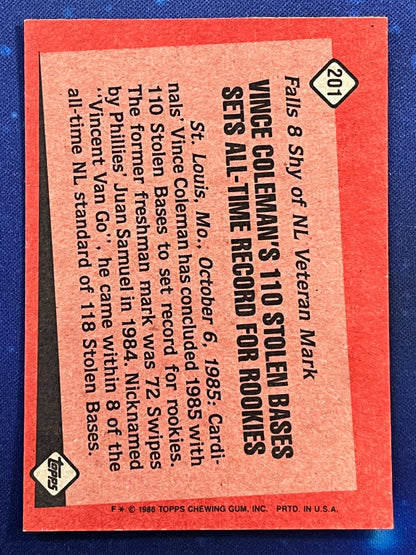 201
Falls 8 Shy of NL Veteran Mark
VINCE COLEMAN'S 110 STOLEN BASES
SETS ALL-TIME RECORD FOR ROOKIES
St. Louis, Mo., October 6, 1985: Cardi-
nals' Vince Coleman has concluded 1985 with
110 Stolen Bases to set record for rookies.
The former freshman mark was 72 Swipes
by Phillies' Juan Samuel in 1984. Nicknamed
"Vincent Van Go", he came within 8 of the
all-time NL standard of 118 Stolen Bases.
TOPPS
F* © 1986 TOPPS CHEWING GUM, INC. PRTD. IN U.S.A.